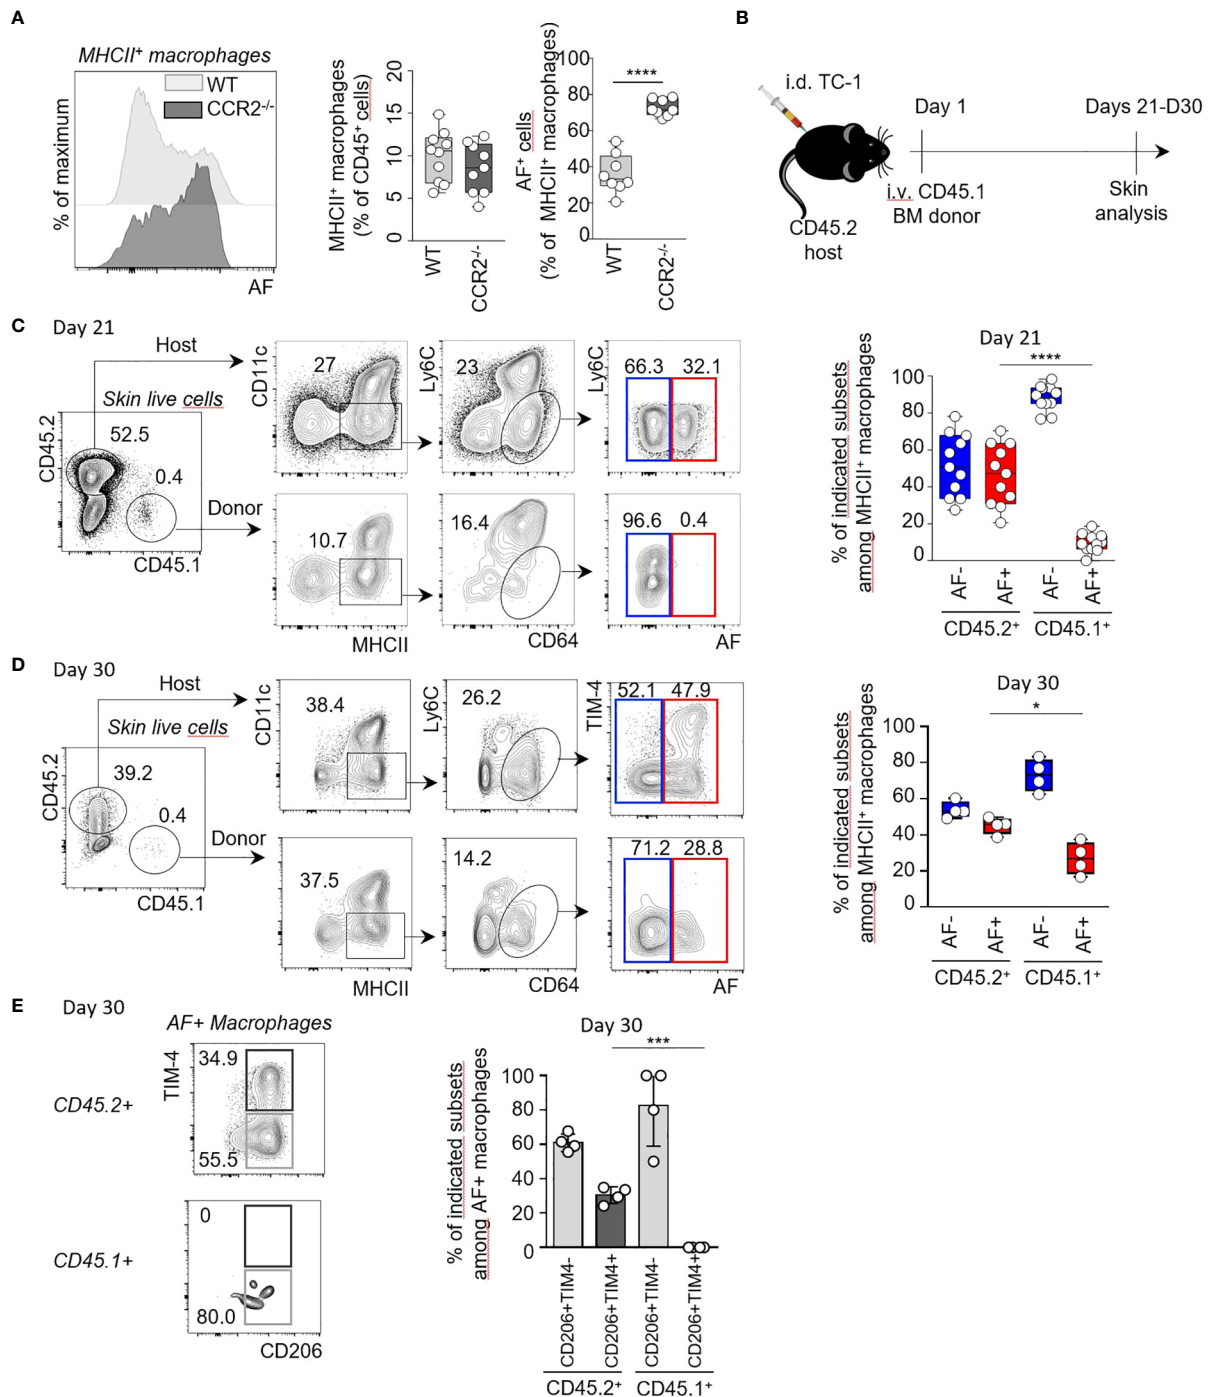 A
MHCII⁺ macrophages
WT
CCR2⁻/⁻
% of maximum
AF
MHCII⁺ macrophages
(% of CD45⁺ cells)
20
15
10
5
0
WT
CCR2⁻/⁻
AF⁺ cells
(% of MHCII⁺ macrophages)
100
80
60
40
20
0
****
WT
CCR2⁻/⁻
B
i.d. TC-1
Day 1
Days 21-D30
i.v. CD45.1
BM donor
Skin
analysis
CD45.2
host
C
Day 21
Host
Skin live cells
CD45.2
52.5
0.4
Donor
CD45.1
CD11c
27
10.7
MHCII
Ly6C
23
16.4
CD64
Ly6C
66.3 32.1
96.6 0.4
AF
Day 21
****
% of indicated subsets
among MHCII⁺ macrophages
100
80
60
40
20
0
AF-
AF+
AF-
AF+
CD45.2⁺
CD45.1⁺
D
Day 30
Host
Skin live cells
CD45.2
39.2
0.4
Donor
CD45.1
CD11c
38.4
37.5
MHCII
Ly6C
26.2
14.2
CD64
TIM-4
52.1 47.9
71.2 28.8
AF
Day 30
*
% of indicated subsets
among MHCII⁺ macrophages
100
80
60
40
20
0
AF-
AF+
AF-
AF+
CD45.2⁺
CD45.1⁺
E
Day 30
AF+ Macrophages
CD45.2+
TIM-4
34.9
55.5
CD45.1+
0
80.0
CD206
Day 30
***
% of indicated subsets
among AF+ macrophages
100
80
60
40
20
0
CD206+TIM4-
CD206+TIM4+
CD206+TIM4-
CD206+TIM4+
CD45.2⁺
CD45.1⁺